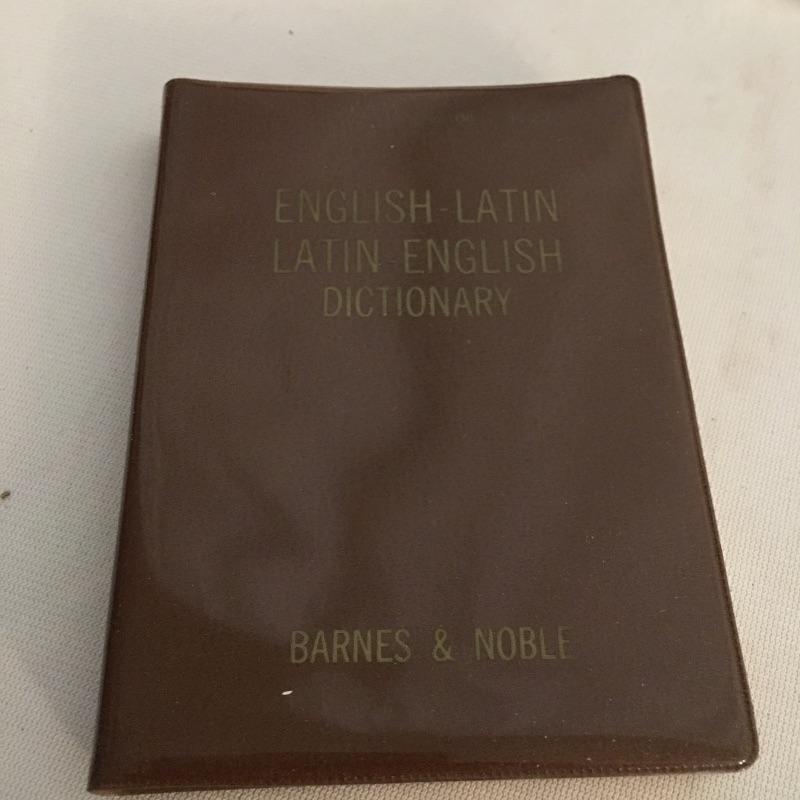 ENGLISH-LATIN
LATIN-ENGLISH
DICTIONARY
BARNES & NOBLE